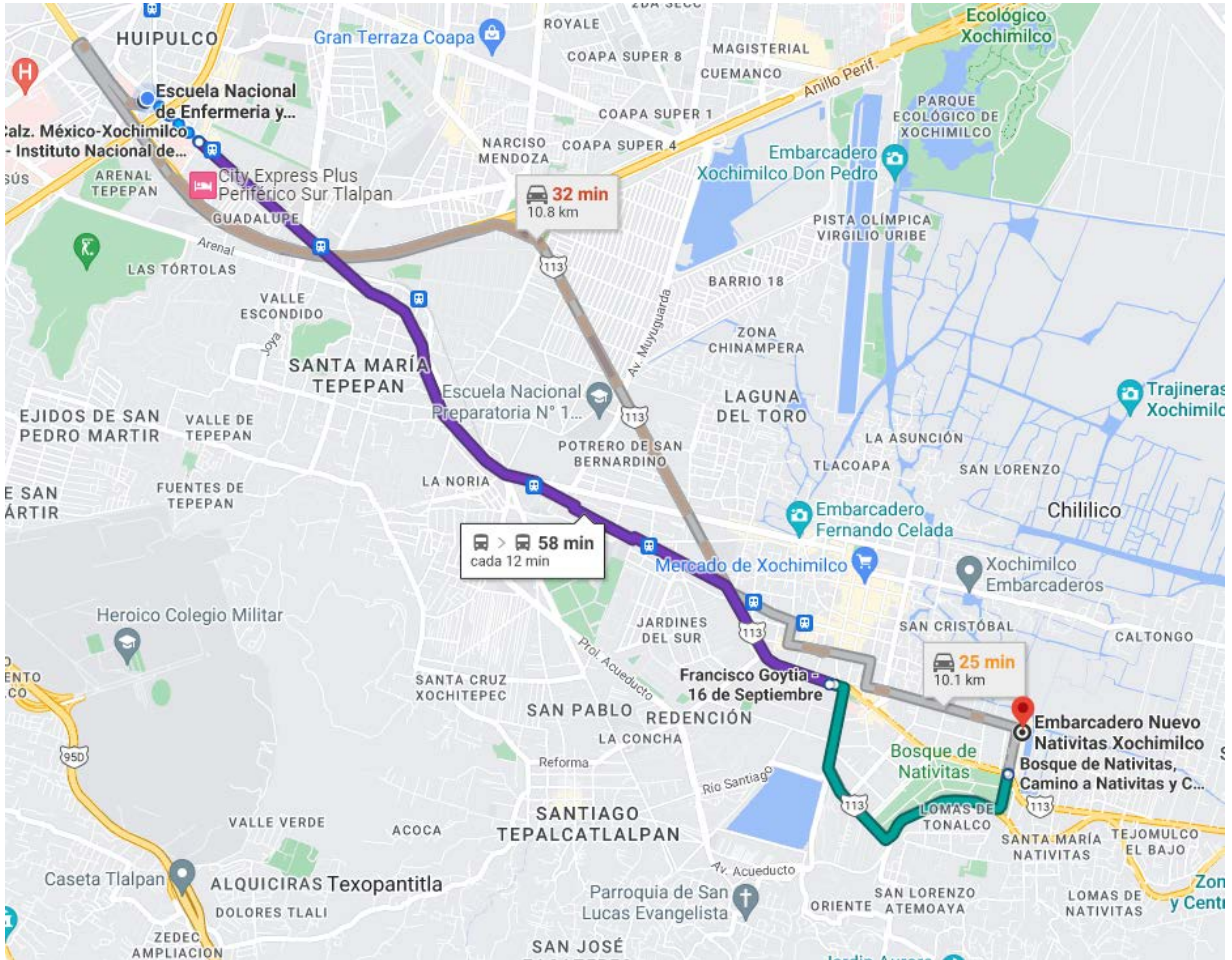 2DA SECC
HUIPULCO
ROYALE
Gran Terraza Coapa
COAPA SUPER 8
MAGISTERIAL
CUEMANCO
Ecológico
Xochimilco
Anillo Perif.
H
Escuela Nacional
de Enfermería y...
COAPA SUPER 1
PARQUE
ECOLÓGICO DE
XOCHIMILCO
Calz. México-Xochimilco
- Instituto Nacional de...
NARCISO
MENDOZA
COAPA SUPER 4
Embarcadero
Xochimilco Don Pedro
ARENAL
TEPEPAN
City Express Plus
Periférico Sur Tlalpan
32 min
10.8 km
GUADALUPE
PISTA OLÍMPICA
VIRGILIO URIBE
Arenal
LAS TÓRTOLAS
113
BARRIO 18
VALLE
ESCONDIDO
Joya
Av. Muyuguarda
ZONA
CHINAMPERA
SANTA MARÍA
TEPEPAN
Escuela Nacional
Preparatoria N° 1...
LAGUNA
DEL TORO
Trajineras
Xochimilc
113
EJIDOS DE SAN
PEDRO MARTIR
VALLE DE
TEPEPAN
POTRERO DE SAN
BERNARDINO
LA ASUNCIÓN
TLACOAPA
SAN LORENZO
E SAN
ÁRTIR
FUENTES DE
TEPEPAN
LA NORIA
Embarcadero
Fernando Celada
Chililico
58 min
cada 12 min
Mercado de Xochimilco
Xochimilco
Embarcaderos
Heroico Colegio Militar
JARDINES
DEL SUR
113
SAN CRISTÓBAL
CALTONGO
Prol. Acueducto
25 min
10.1 km
SANTA CRUZ
XOCHITEPEC
Francisco Goytia -
16 de Septiembre
SAN PABLO
REDENCIÓN
LA CONCHA
Embarcadero Nuevo
Nativitas Xochimilco
Bosque de Nativitas,
Camino a Nativitas y C...
95D
Reforma
Bosque de
Nativitas
Río Santiago
113
113
SANTIAGO
TEPALCATLALPAN
LOMAS DE
TONALCO
VALLE VERDE
ACOCA
SANTA MARÍA
NATIVITAS
TEJOMULCO
EL BAJO
Av. Acueducto
Caseta Tlalpan
ALQUICIRAS
Texopantitla
DOLORES TLALI
Parroquia de San
Lucas Evangelista
ORIENTE
SAN LORENZO
ATEMOAYA
LOMAS DE
NATIVITAS
Zon
y Centr
ZEDEC
AMPLIACION
SAN JOSÉ